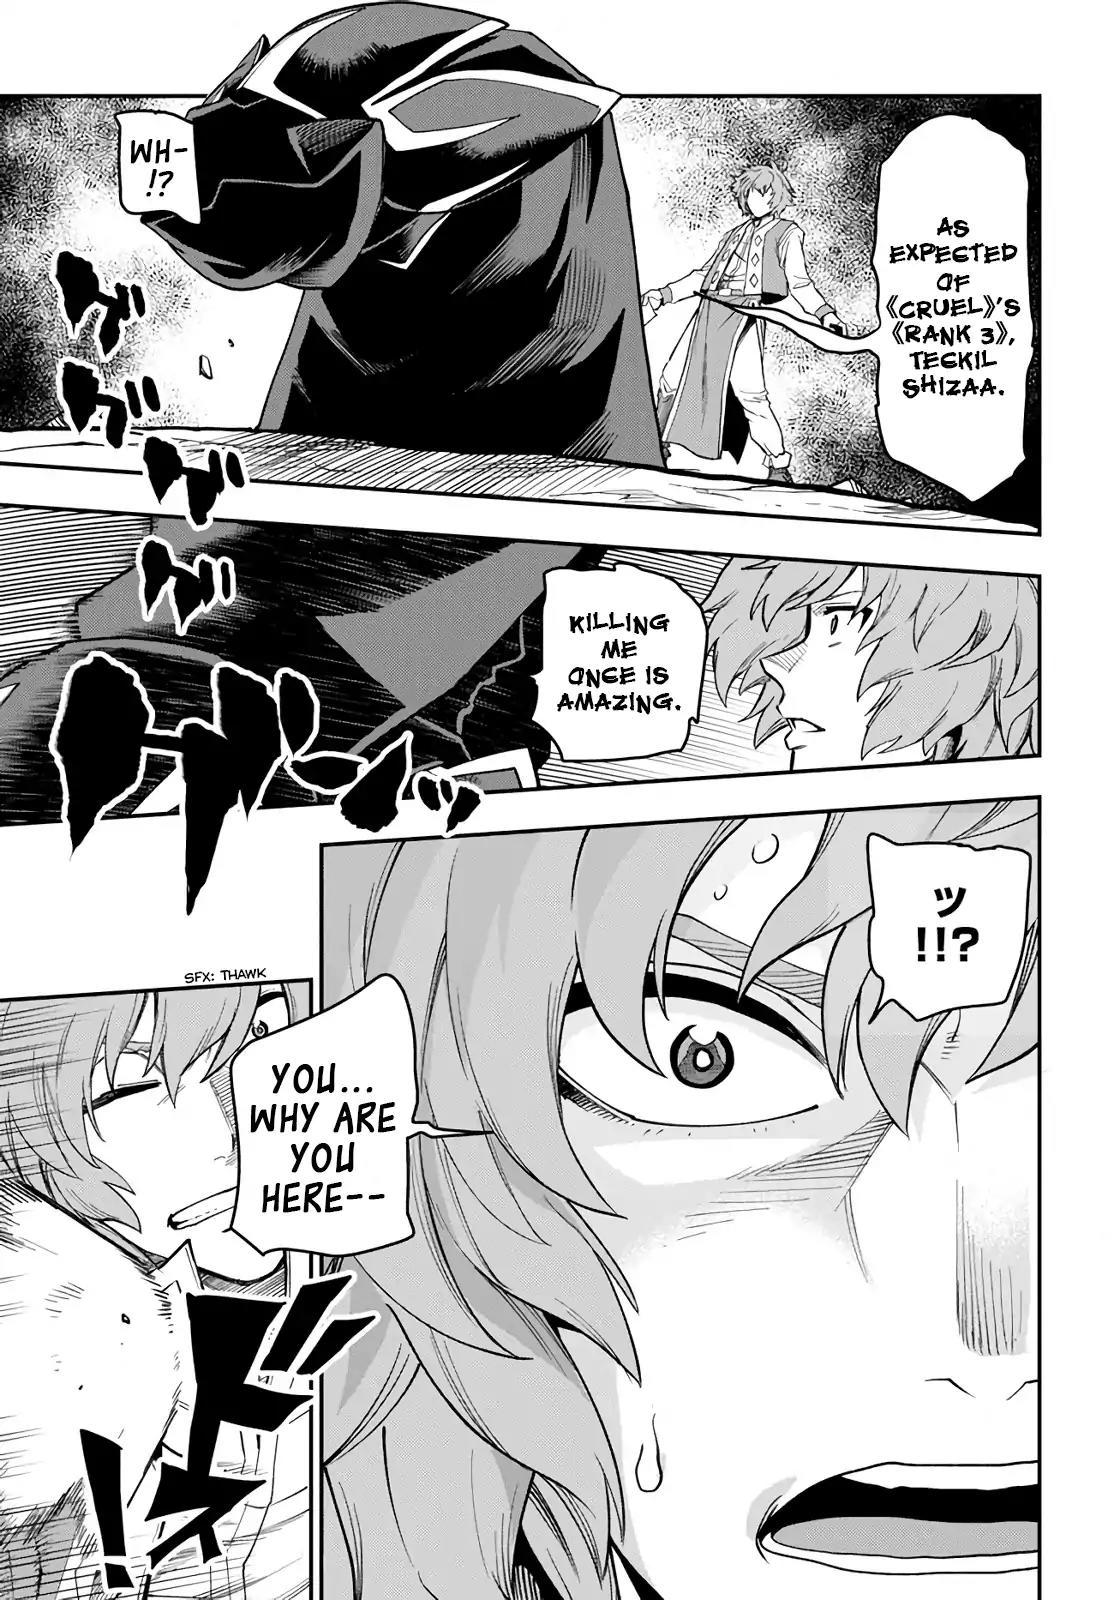 AS
EXPECTED
OF
《CRUEL》'S
《RANK 3》,
TECKIL
SHIZAA.
WH-
!?
KILLING
ME
ONCE IS
AMAZING.
ッ
!!?
SFX: THAWK
YOU...
WHY ARE
YOU
HERE--